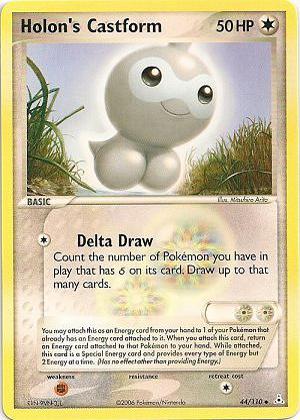 Holon's Castform 50 HP
Illus. Mitsuhiro Arita
BASIC
Delta Draw
Count the number of Pokémon you have in
play that has δ on its card. Draw up to that
many cards.
You may attach this as an Energy card from your hand to 1 of your Pokémon
that already has an Energy card attached to it. When you attach this card,
return an Energy card attached to that Pokémon to your hand. While attached,
this card is a Special Energy card and provides every type of Energy but
2 Energy at a time. (Has no effect other than providing Energy.)
weakness resistance retreat cost
©2006 Pokémon/Nintendo 44/110